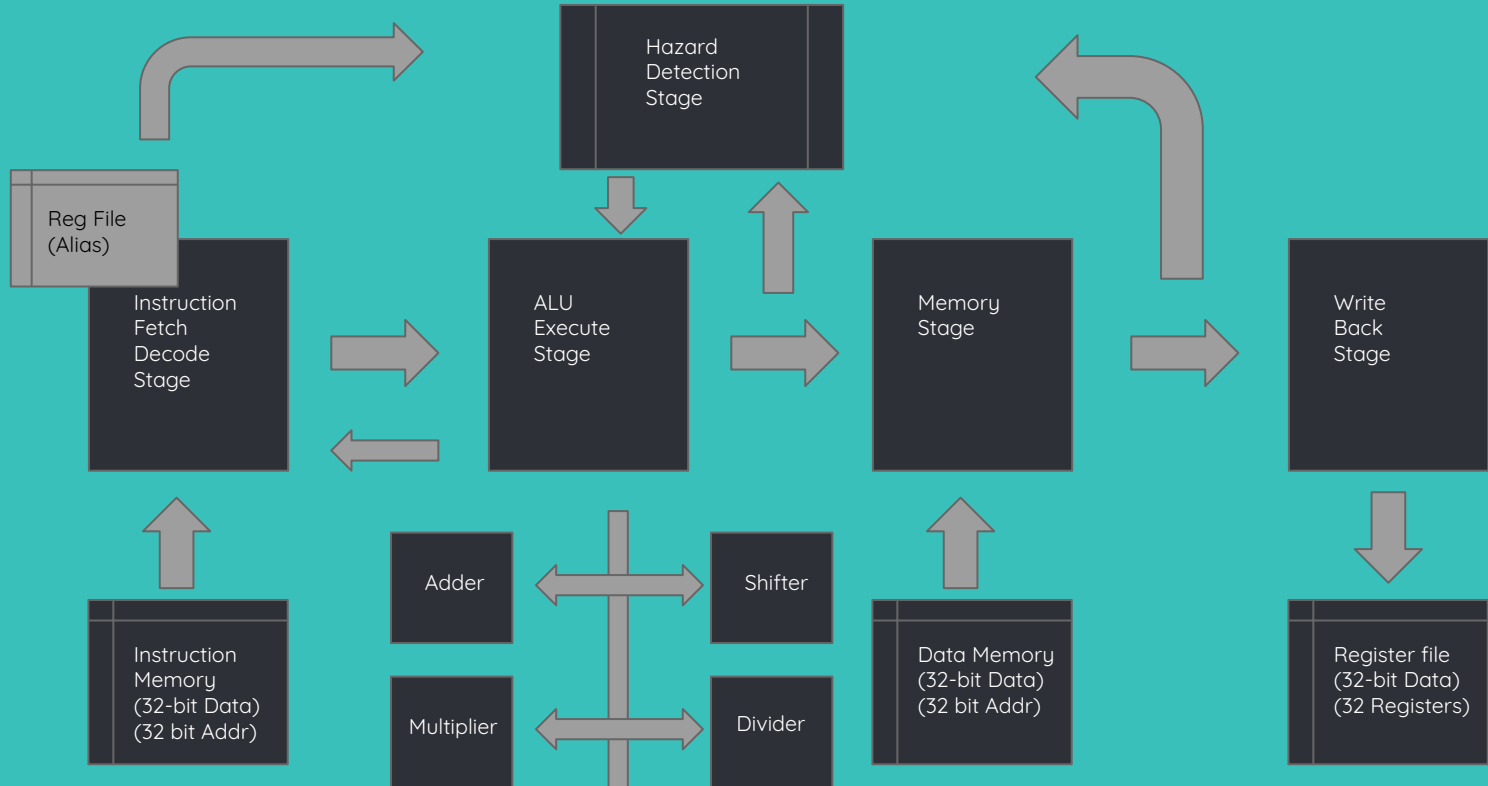 Hazard
Detection
Stage
Reg File
(Alias)
Instruction
Fetch
Decode
Stage
ALU
Execute
Stage
Memory
Stage
Write
Back
Stage
Adder
Shifter
Multiplier
Divider
Instruction
Memory
(32-bit Data)
(32 bit Addr)
Data Memory
(32-bit Data)
(32 bit Addr)
Register file
(32-bit Data)
(32 Registers)